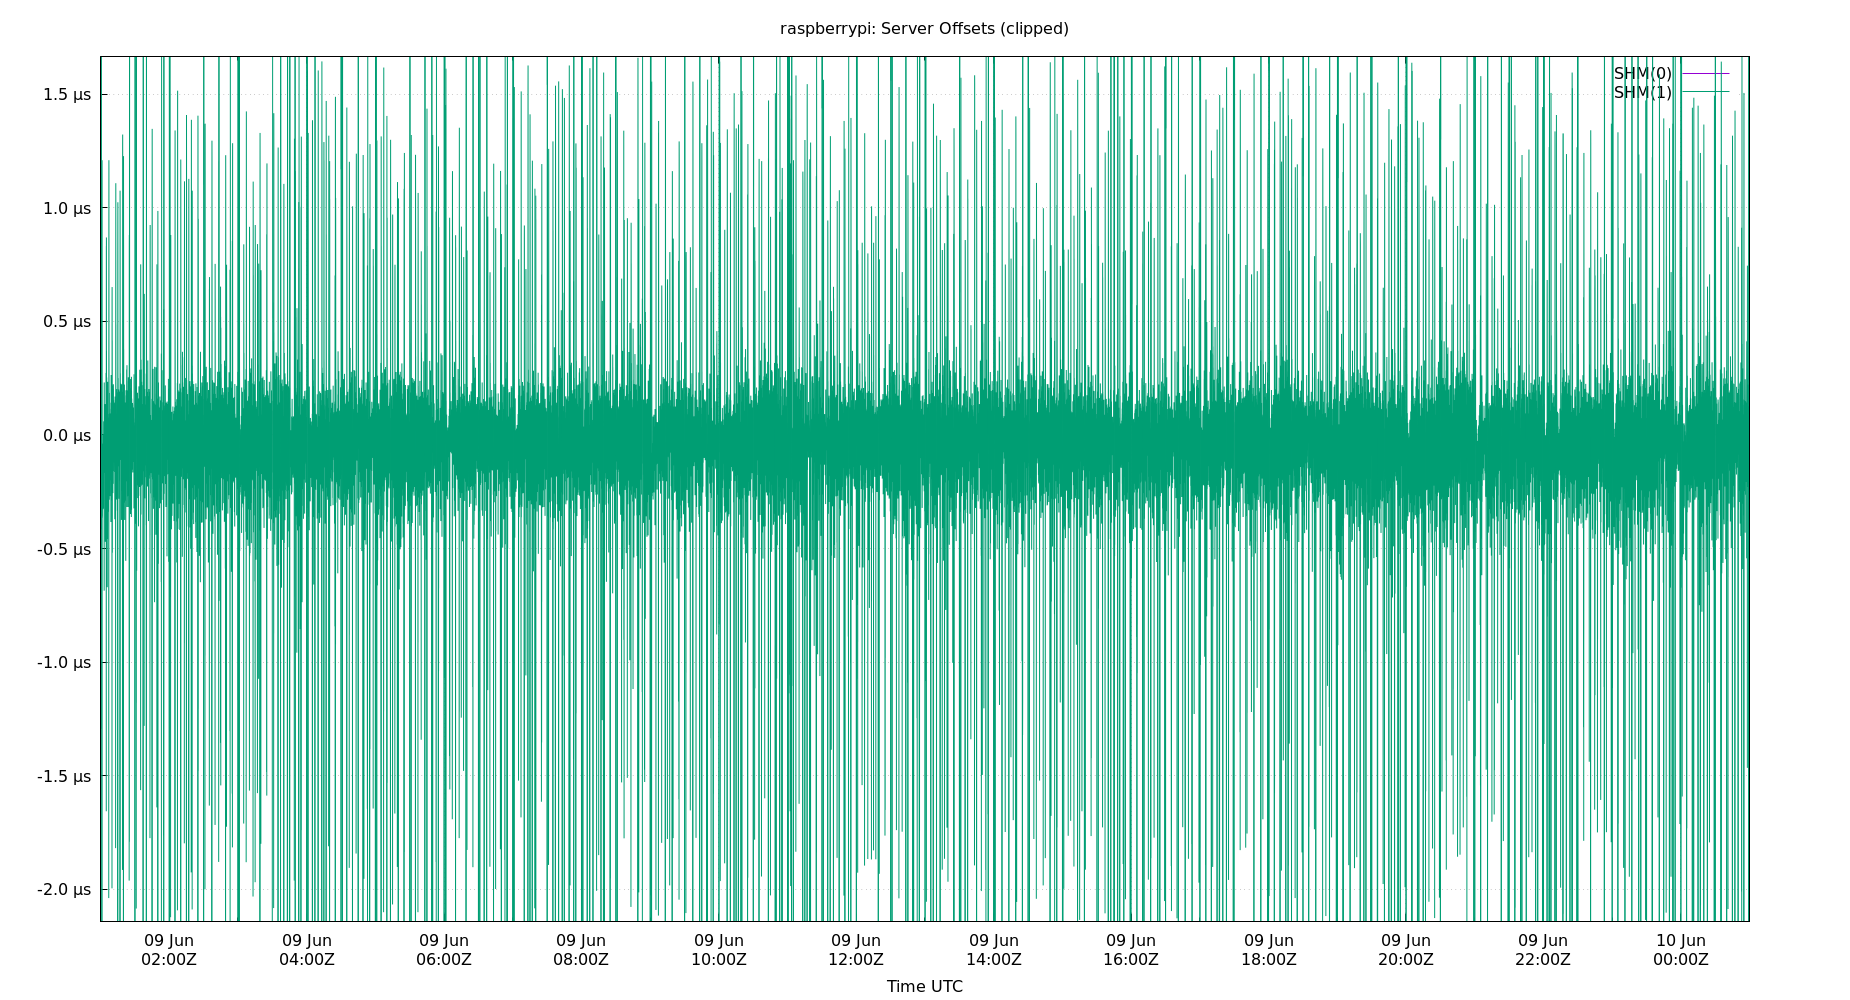 raspberrypi: Server Offsets (clipped)
SHM(0)
SHM(1)
1.5 µs
1.0 µs
0.5 µs
0.0 µs
-0.5 µs
-1.0 µs
-1.5 µs
-2.0 µs
09 Jun 09 Jun 09 Jun 09 Jun 09 Jun 09 Jun 09 Jun 09 Jun 09 Jun 09 Jun 09 Jun 10 Jun
02:00Z 04:00Z 06:00Z 08:00Z 10:00Z 12:00Z 14:00Z 16:00Z 18:00Z 20:00Z 22:00Z 00:00Z
Time UTC